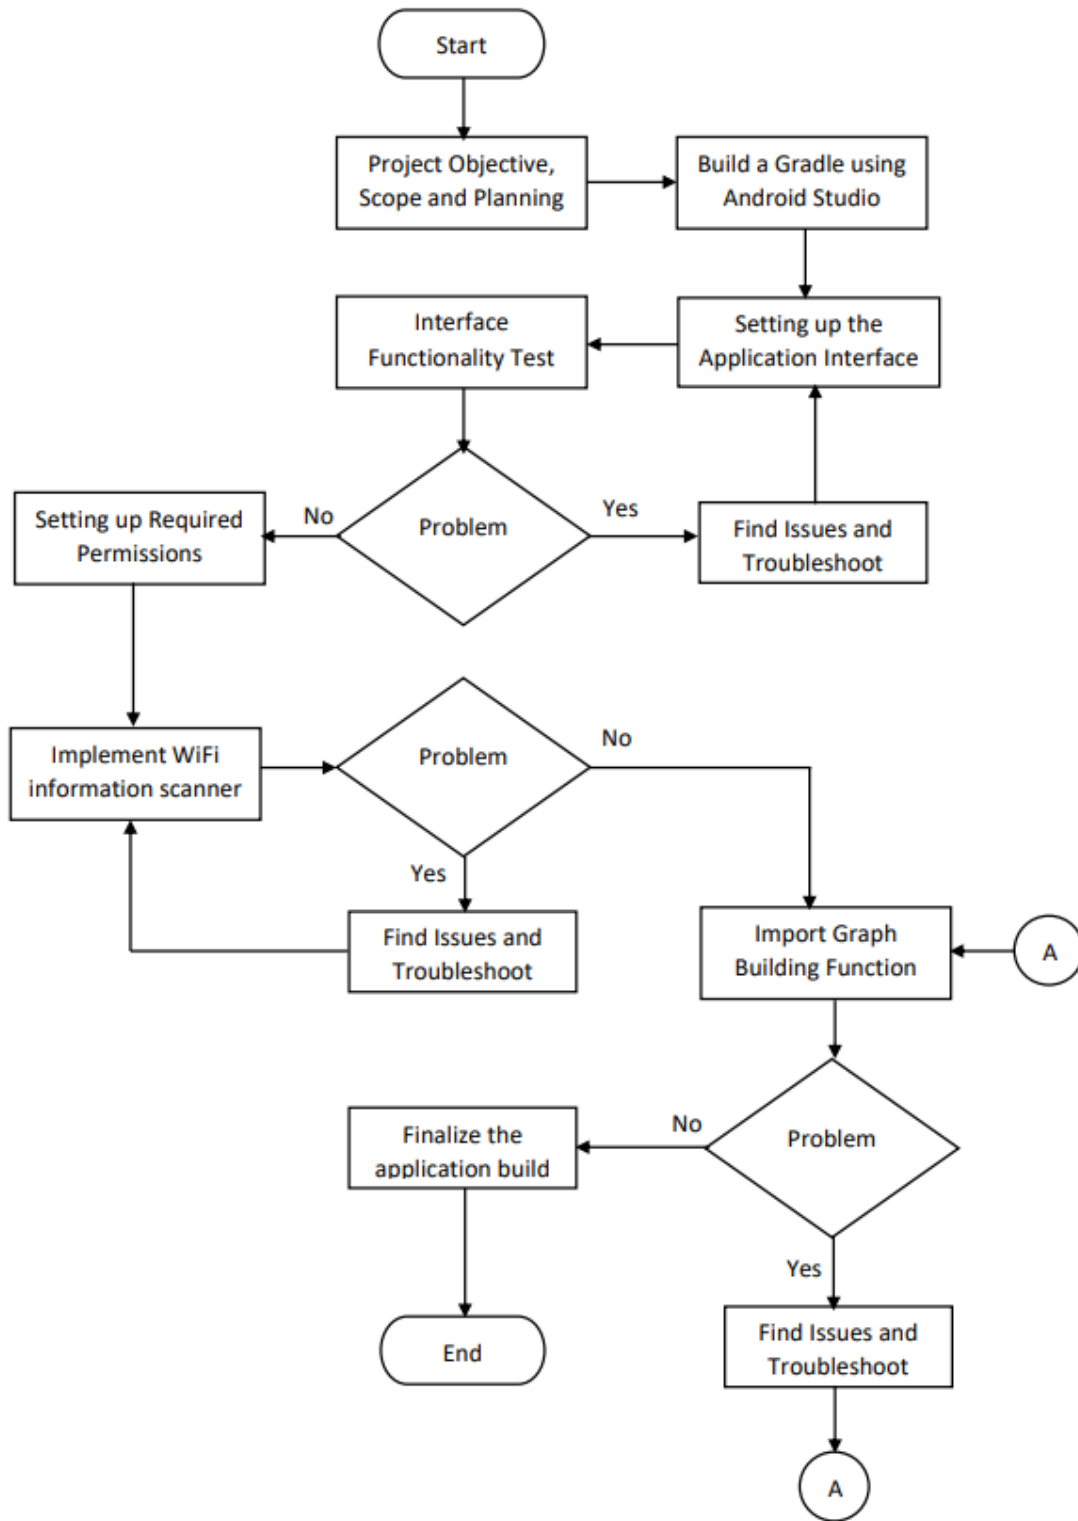 Start
Project Objective,
Scope and Planning
Build a Gradle using
Android Studio
Interface
Functionality Test
Setting up the
Application Interface
Problem
No
Yes
Setting up Required
Permissions
Find Issues and
Troubleshoot
Implement WiFi
information scanner
Problem
No
Yes
Find Issues and
Troubleshoot
Import Graph
Building Function
A
Problem
No
Yes
Finalize the
application build
End
Find Issues and
Troubleshoot
A